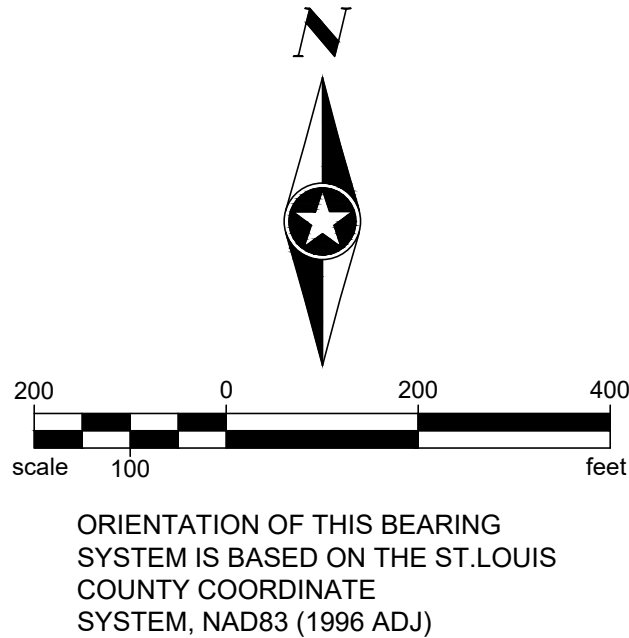 N
200 0 200 400
scale 100 feet
ORIENTATION OF THIS BEARING
SYSTEM IS BASED ON THE ST.LOUIS
COUNTY COORDINATE
SYSTEM, NAD83 (1996 ADJ)